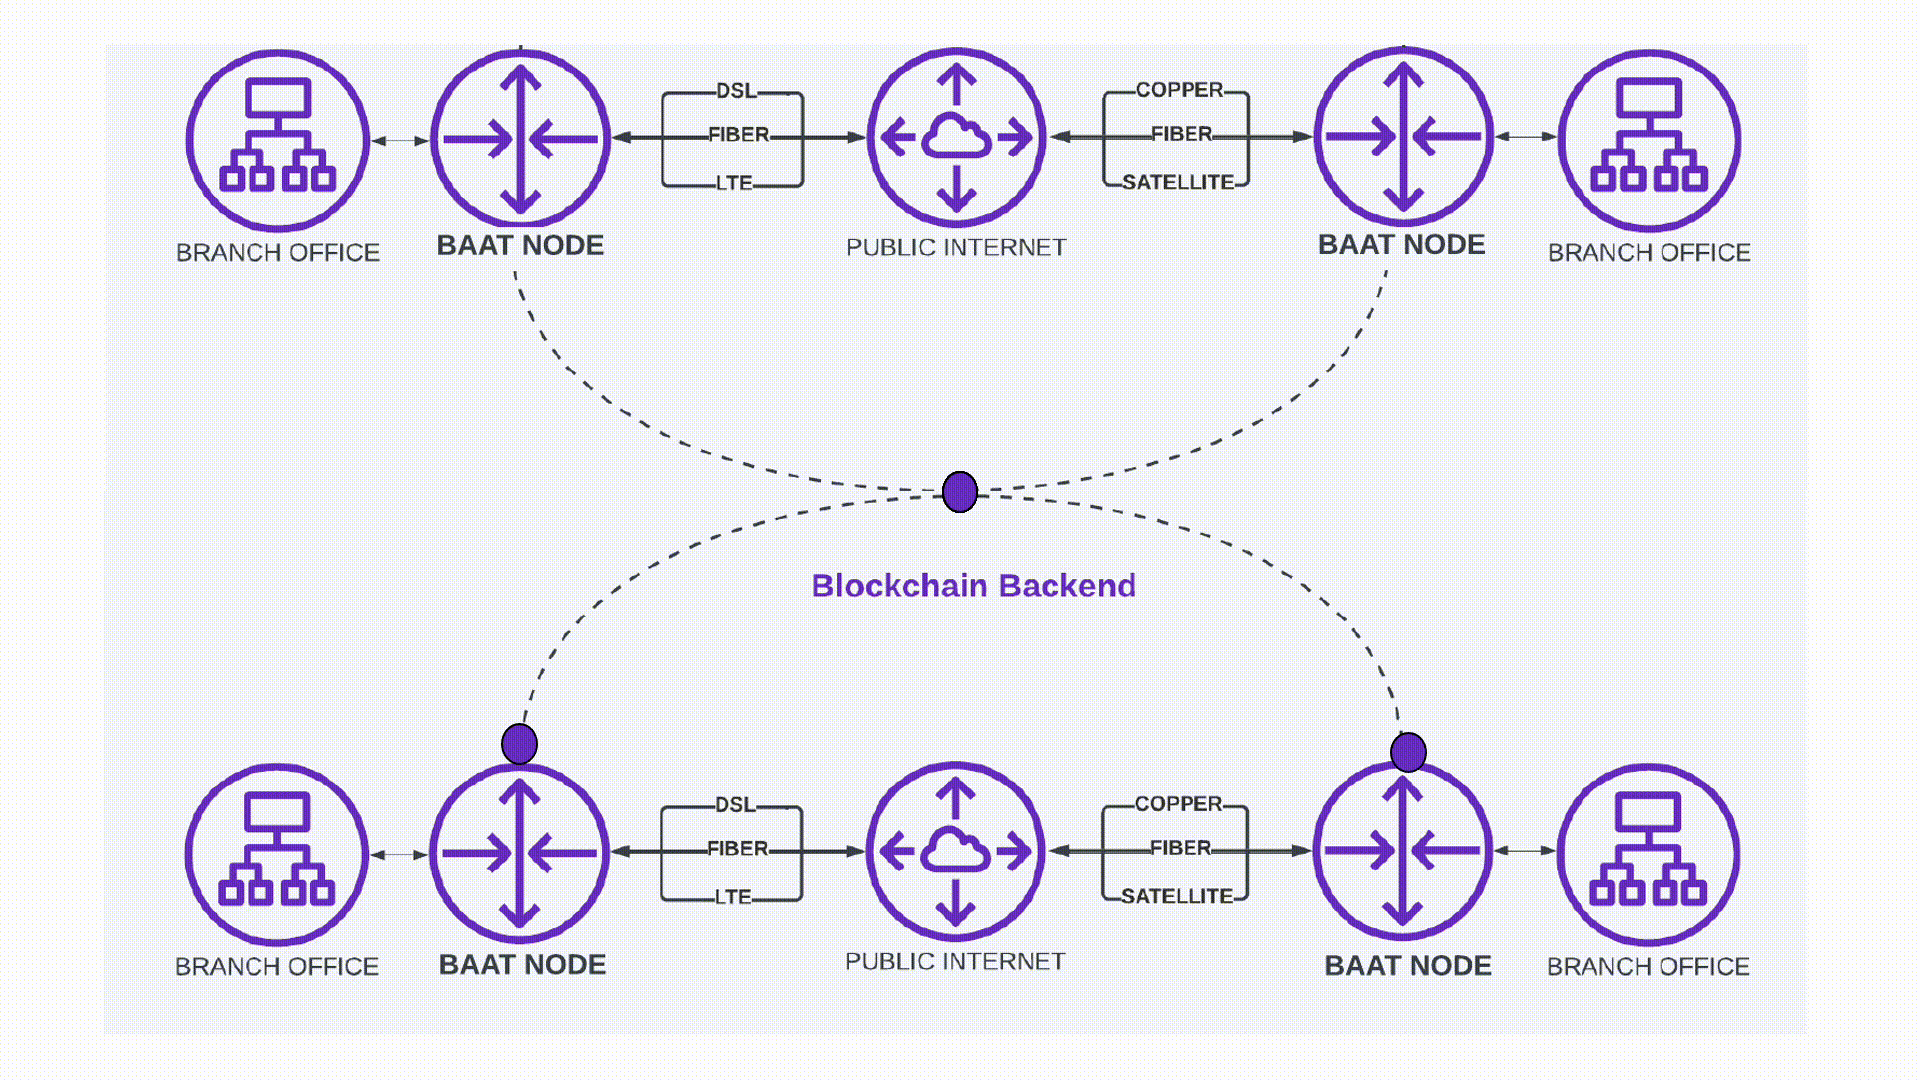 DSL
COPPER
FIBER
FIBER
LTE
SATELLITE
BRANCH OFFICE
BAAT NODE
PUBLIC INTERNET
BAAT NODE
BRANCH OFFICE
Blockchain Backend
DSL
COPPER
FIBER
FIBER
LTE
SATELLITE
BRANCH OFFICE
BAAT NODE
PUBLIC INTERNET
BAAT NODE
BRANCH OFFICE